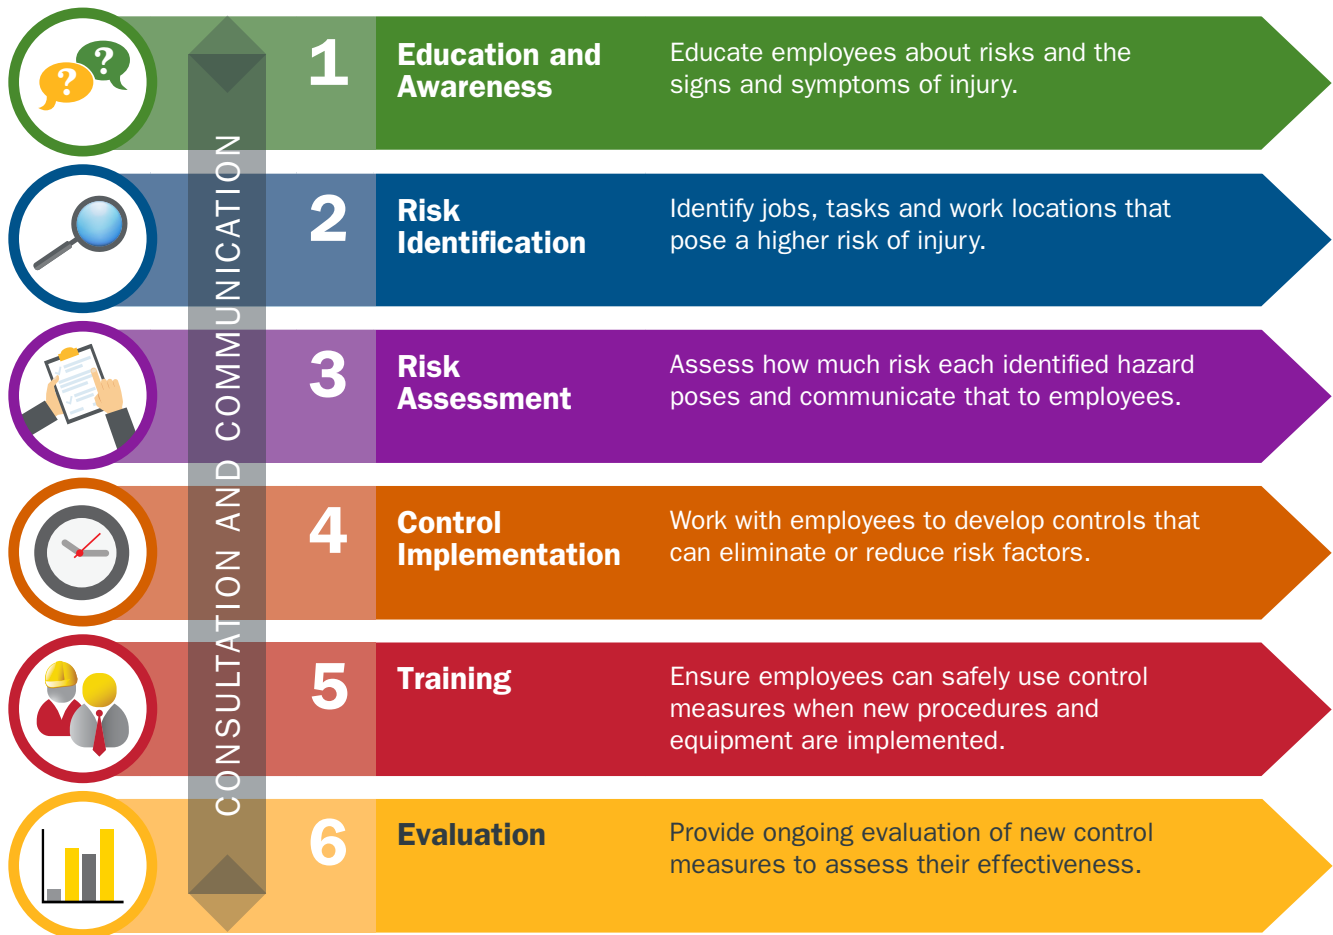 ?
?
CONSULTATION AND COMMUNICATION
1
Education and
Awareness
Educate employees about risks and the
signs and symptoms of injury.
2
Risk
Identification
Identify jobs, tasks and work locations that
pose a higher risk of injury.
3
Risk
Assessment
Assess how much risk each identified hazard
poses and communicate that to employees.
4
Control
Implementation
Work with employees to develop controls that
can eliminate or reduce risk factors.
5
Training
Ensure employees can safely use control
measures when new procedures and
equipment are implemented.
6
Evaluation
Provide ongoing evaluation of new control
measures to assess their effectiveness.